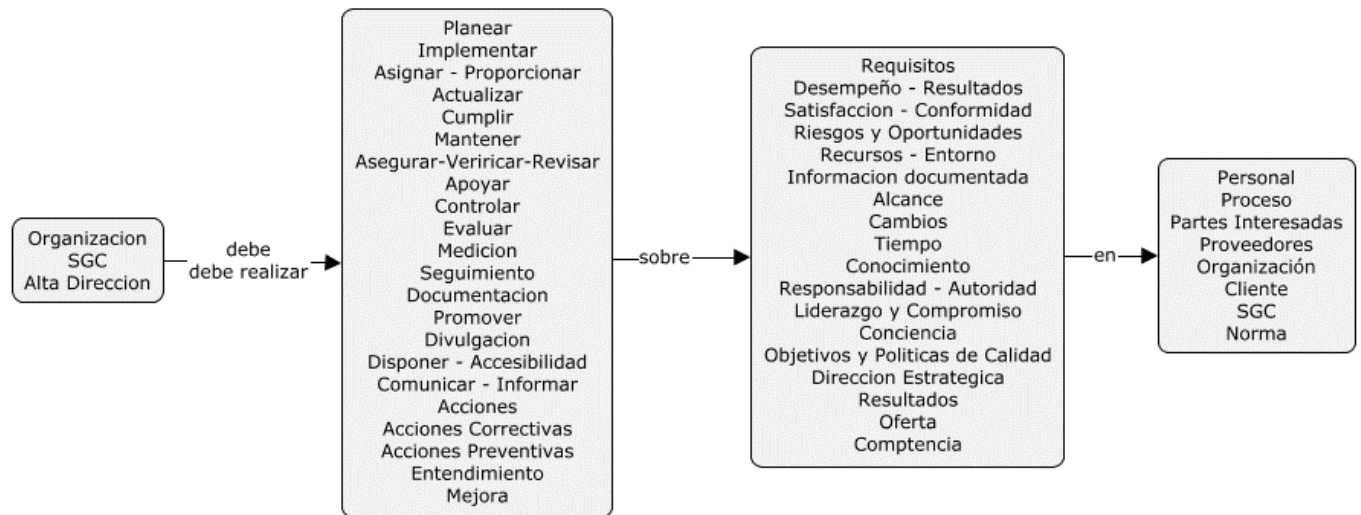 Organizacion
SGC
Alta Direccion
debe
debe realizar
Planear
Implementar
Asignar - Proporcionar
Actualizar
Cumplir
Mantener
Asegurar-Veriricar-Revisar
Apoyar
Controlar
Evaluar
Medicion
Seguimiento
Documentacion
Promover
Divulgacion
Disponer - Accesibilidad
Comunicar - Informar
Acciones
Acciones Correctivas
Acciones Preventivas
Entendimiento
Mejora
sobre
Requisitos
Desempeño - Resultados
Satisfaccion - Conformidad
Riesgos y Oportunidades
Recursos - Entorno
Informacion documentada
Alcance
Cambios
Tiempo
Conocimiento
Responsabilidad - Autoridad
Liderazgo y Compromiso
Conciencia
Objetivos y Politicas de Calidad
Direccion Estrategica
Resultados
Oferta
Comptencia
en
Personal
Proceso
Partes Interesadas
Proveedores
Organización
Cliente
SGC
Norma